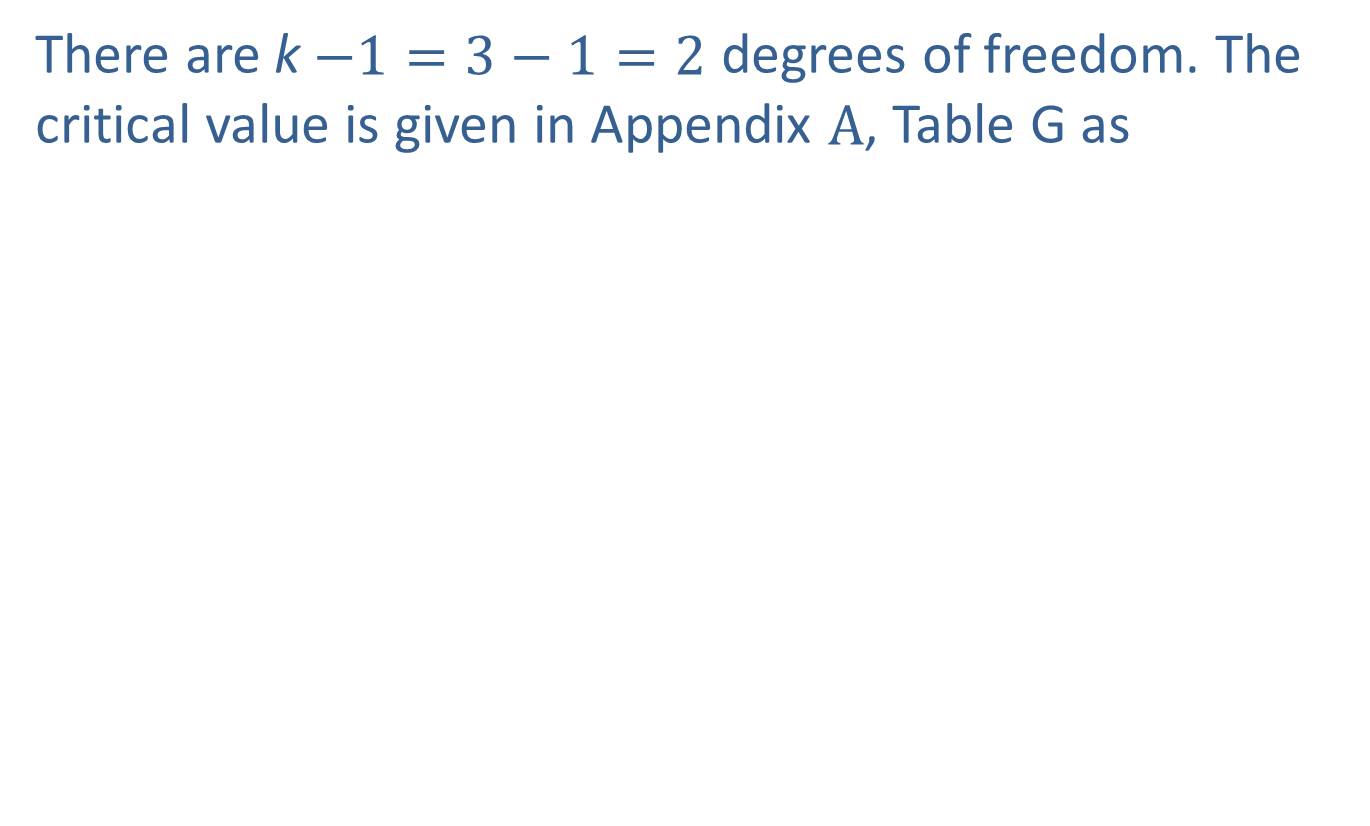 There are k −1 = 3 − 1 = 2 degrees of freedom. The
critical value is given in Appendix A, Table G as